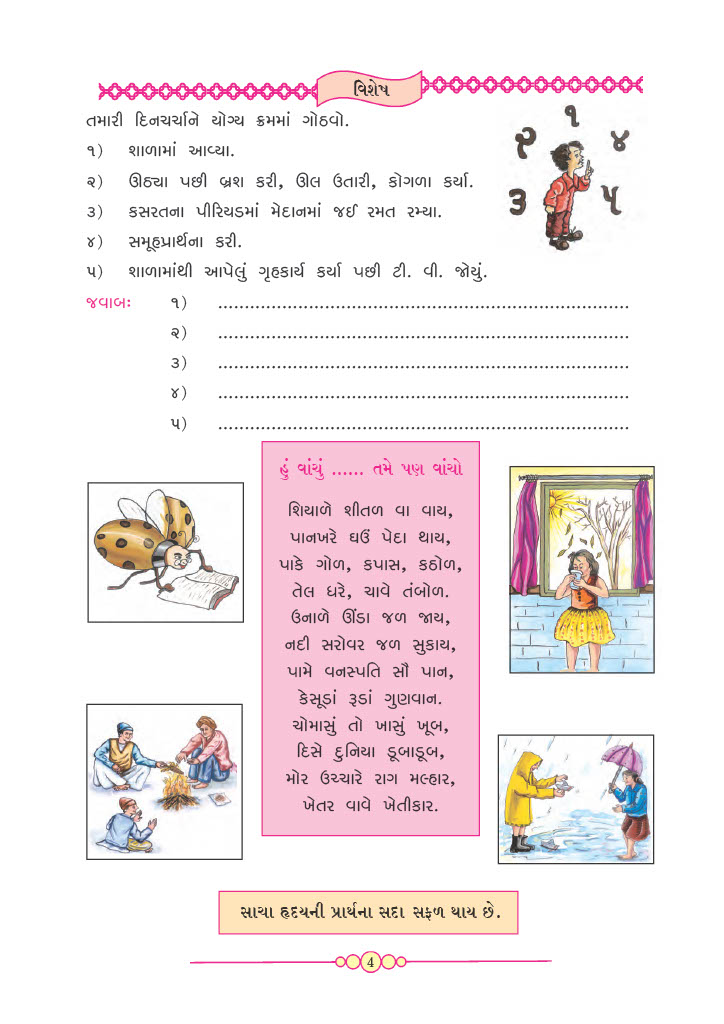 વિશેષ
તમારી દિનચર્ચાને યોગ્ય ક્રમમાં ગોઠવો.
૧) શાળામાં આવ્યા.
૨) ઊઠ્યા પછી બ્રશ કરી, ઊલ ઉતારી, કોગળા કર્યા.
૩) કસરતના પીરિયડમાં મેદાનમાં જઈ રમત રમ્યા.
૪) સમૂહપ્રાર્થના કરી.
૫) શાળામાંથી આપેલું ગૃહકાર્ય કર્યા પછી ટી. વી. જોયું.
૧
૨
૪
૩
૫
જવાબઃ ૧) ..............................................................................
૨) ..............................................................................
૩) ..............................................................................
૪) ..............................................................................
૫) ..............................................................................
હું વાંચું ...... તમે પણ વાંચો
શિયાળે શીતળ વા વાય,
પાનખરે ઘઉં પેદા થાય,
પાકે ગોળ, કપાસ, કઠોળ,
તેલ ધરે, ચાવે તંબોળ.
ઉનાળે ઊંડા જળ જાય,
નદી સરોવર જળ સુકાય,
પામે વનસ્પતિ સૌ પાન,
કેસૂડાં રૂડાં ગુણવાન.
ચોમાસું તો ખાસું ખૂબ,
દિસે દુનિયા ડૂબાડૂબ,
મોર ઉચ્ચારે રાગ મલ્હાર,
ખેતર વાવે ખેતીકાર.
સાચા હૃદયની પ્રાર્થના સદા સફળ થાય છે.
4